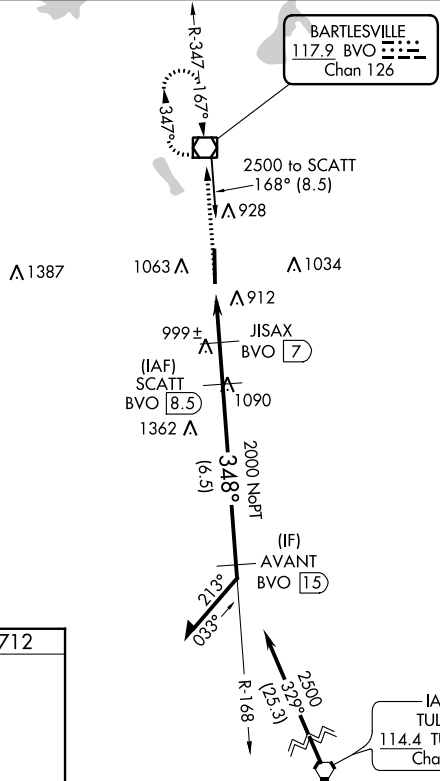 BARTLESVILLE
117.9 BVO
Chan 126
R-347
167°
347°
2500 to SCATT
168° (8.5)
928
1387
1063
1034
912
999±
JISAX
BVO 7
(IAF)
SCATT
BVO 8.5
1090
1362
2000 NoPT
348°
(6.5)
(IF)
AVANT
BVO 15
213°
033°
712
R-168
2500
329°
(25.3)
IA
TUL
114.4 TU
Cha